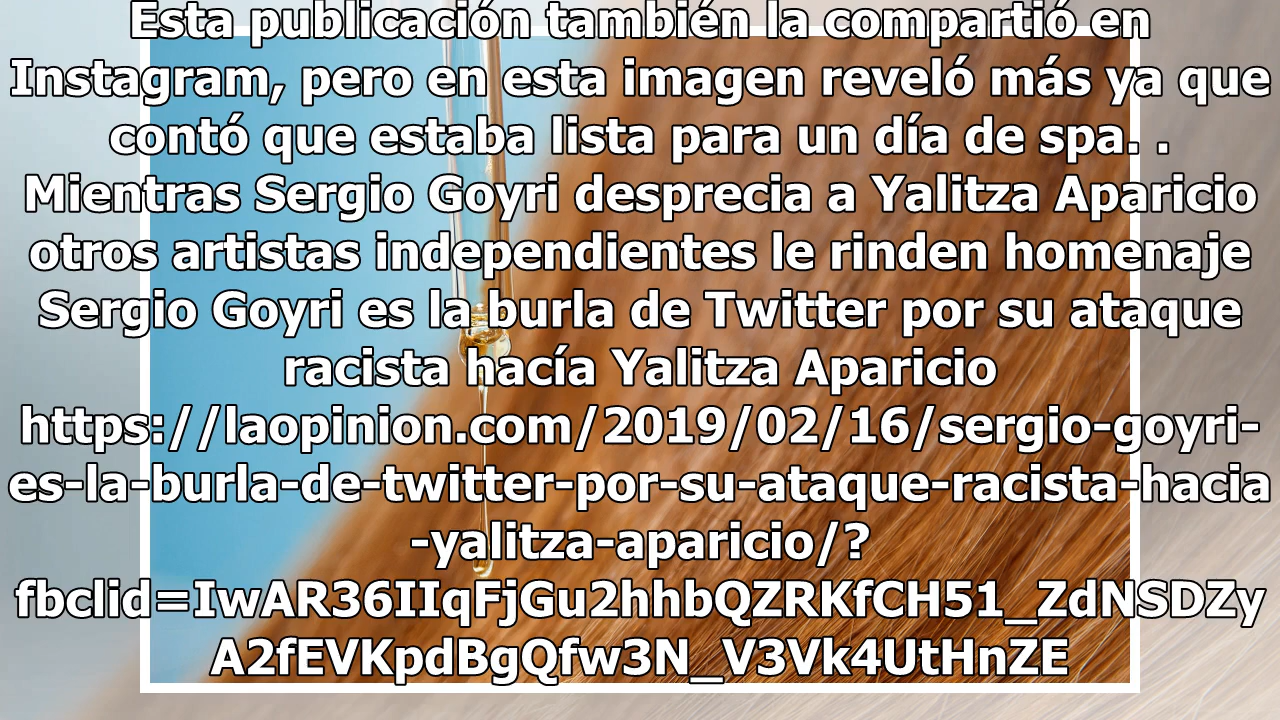 Esta publicación también la compartió en
Instagram, pero en esta imagen reveló más ya que
contó que estaba lista para un día de spa. .
Mientras Sergio Goyri desprecia a Yalitza Aparicio
otros artistas independientes le rinden homenaje
Sergio Goyri es la burla de Twitter por su ataque
racista hacía Yalitza Aparicio
https://laopinion.com/2019/02/16/sergio-goyri-
es-la-burla-de-twitter-por-su-ataque-racista-hacia
-yalitza-aparicio/?
fbclid=IwAR36IIqFjGu2hhbQZRKfCH51_ZdNSDZy
A2fEVKpdBgQfw3N_V3Vk4UtHnZE